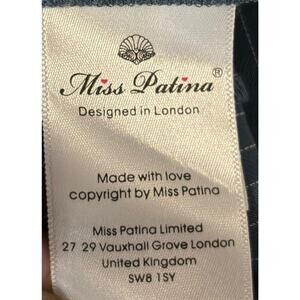 Miss Patina®
Designed in London
Made with love
copyright by Miss Patina
Miss Patina Limited
27 29 Vauxhall Grove London
United Kingdom
SW8 1SY